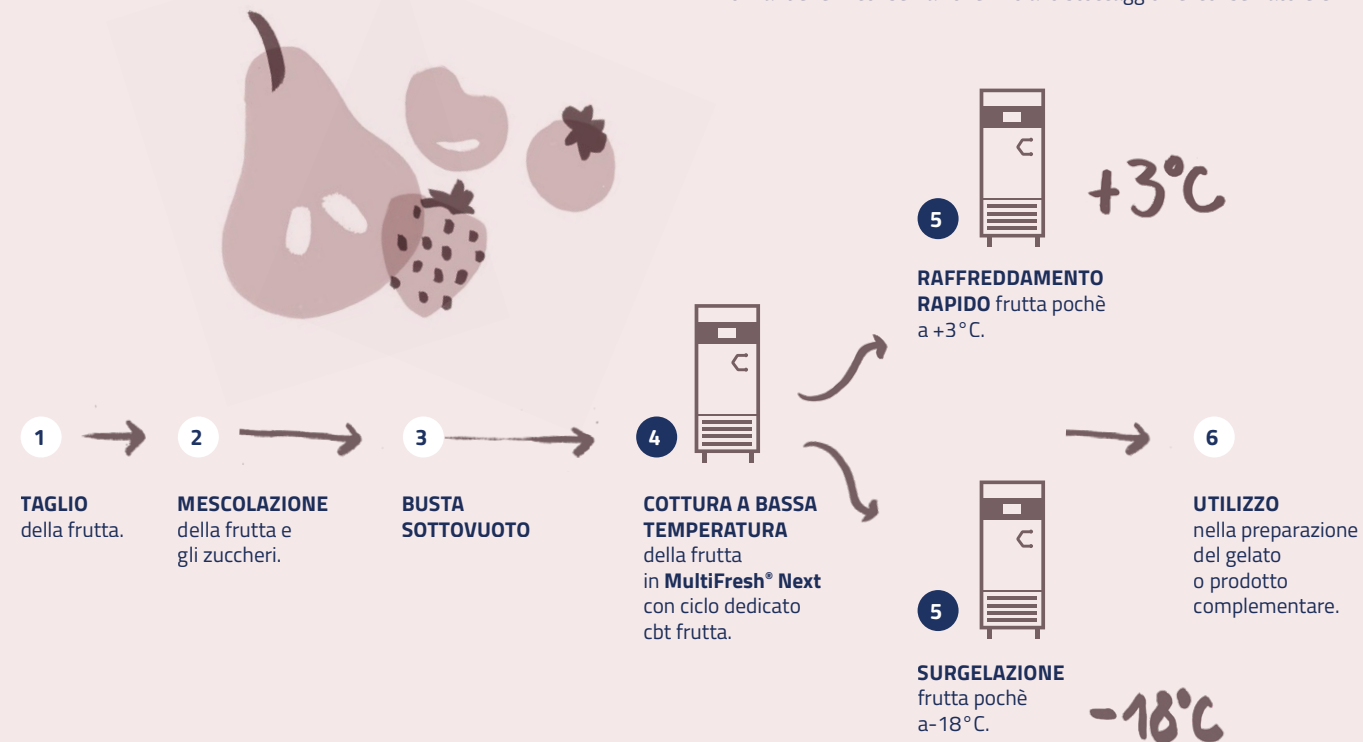 5
+3°C
RAFFREDDAMENTO
RAPIDO frutta pochè
a +3°C.
1
2
3
4
6
TAGLIO
della frutta.
MESCOLAZIONE
della frutta e
gli zuccheri.
BUSTA
SOTTOVUOTO
COTTURA A BASSA
TEMPERATURA
della frutta
in MultiFresh® Next
con ciclo dedicato
cbt frutta.
5
SURGELAZIONE
frutta pochè
a-18°C.
-18°C
UTILIZZO
nella preparazione
del gelato
o prodotto
complementare.